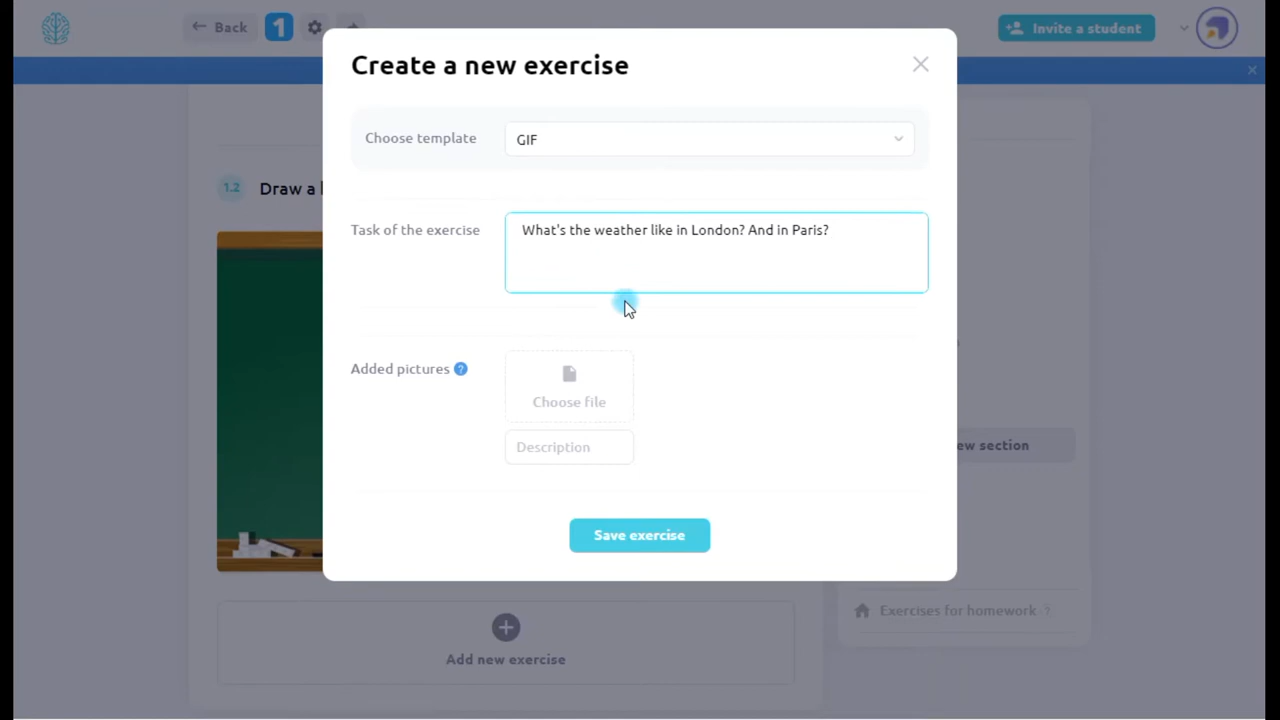 Back
1
Invite a student
Create a new exercise
Choose template
GIF
1.2
Draw a
Task of the exercise
What's the weather like in London? And in Paris?
Added pictures ?
Choose file
Description
ew section
Save exercise
Exercises for homework ?
Add new exercise